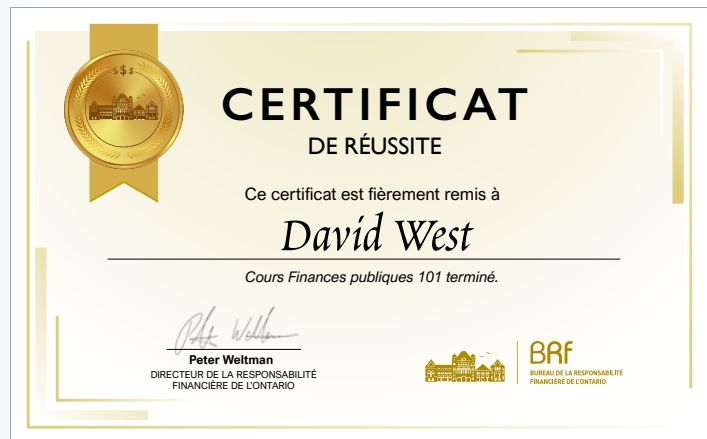 $$$
CERTIFICAT
DE RÉUSSITE
Ce certificat est fièrement remis à
David West
Cours Finances publiques 101 terminé.
Peter Weltman
DIRECTEUR DE LA RESPONSABILITÉ
FINANCIÈRE DE L'ONTARIO
BRF
BUREAU DE LA RESPONSABILITÉ
FINANCIÈRE DE L'ONTARIO